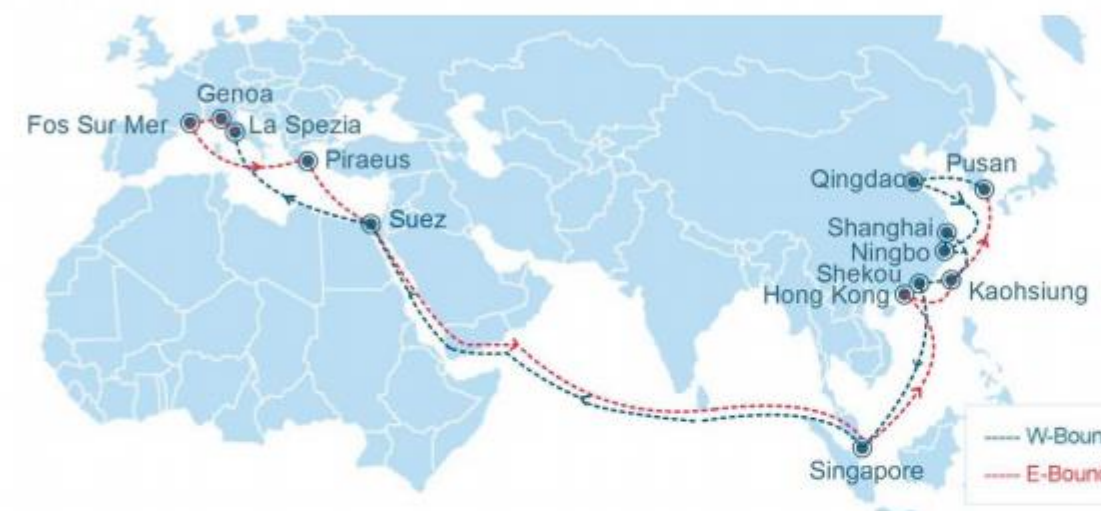 Genoa
Fos Sur Mer
La Spezia
Piraeus
Suez
Qingdao
Pusan
Shanghai
Ningbo
Shekou
Hong Kong
Kaohsiung
Singapore
W-Boun
E-Boun